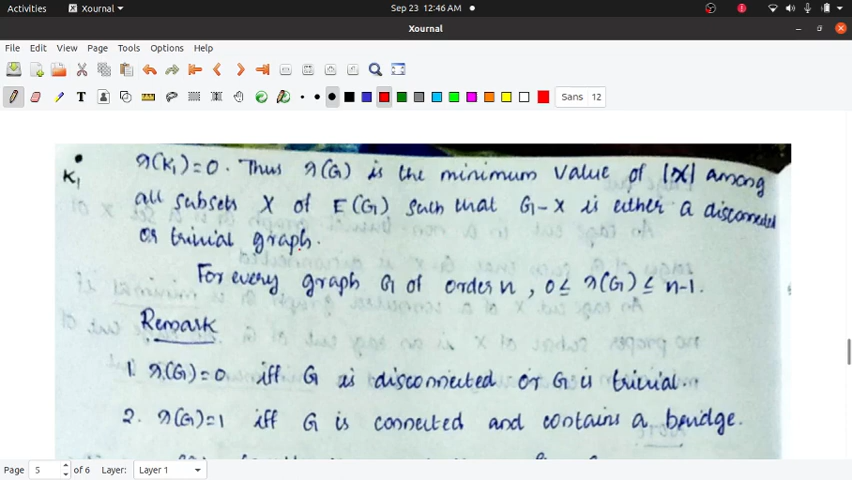 Activities
Xournal
Sep 23 12:46 AM
Xournal
File Edit View Page Tools Options Help
T
Sans 12
K₁
λ(K₁)=0. Thus λ(G) is the minimum value of |X| among
all subsets X of E(G) such that G-X is either a disconnected
or trivial graph.
For every graph G of order n, 0≤ λ(G) ≤ n-1.
Remark
1. λ(G)=0 iff G is disconnected or G is trivial.
2. λ(G)=1 iff G is connected and contains a bridge.
Page 5 of 6 Layer: Layer 1